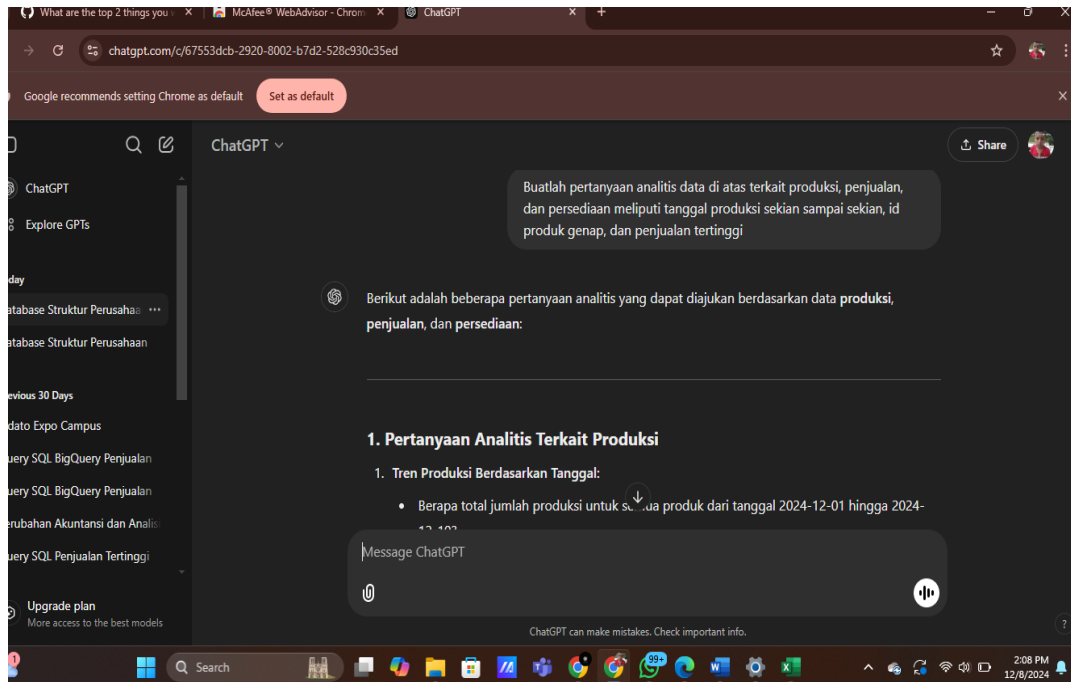 What are the top 2 things you
McAfee® WebAdvisor - Chrom
ChatGPT
chatgpt.com/c/67553dcb-2920-8002-b7d2-528c930c35ed
Google recommends setting Chrome as default
Set as default
ChatGPT
Share
ChatGPT
Explore GPTs
day
atabase Struktur Perusahaa
atabase Struktur Perusahaan
evious 30 Days
dato Expo Campus
uery SQL BigQuery Penjualan
uery SQL BigQuery Penjualan
erubahan Akuntansi dan Analis
uery SQL Penjualan Tertinggi
Upgrade plan
More access to the best models
Buatlah pertanyaan analitis data di atas terkait produksi, penjualan,
dan persediaan meliputi tanggal produksi sekian sampai sekian, id
produk genap, dan penjualan tertinggi
Berikut adalah beberapa pertanyaan analitis yang dapat diajukan berdasarkan data produksi,
penjualan, dan persediaan:
1. Pertanyaan Analitis Terkait Produksi
1. Tren Produksi Berdasarkan Tanggal:
Berapa total jumlah produksi untuk produk dari tanggal 2024-12-01 hingga 2024-
Message ChatGPT
ChatGPT can make mistakes. Check important info.
?
1
Search
99+
2:08 PM
12/8/2024